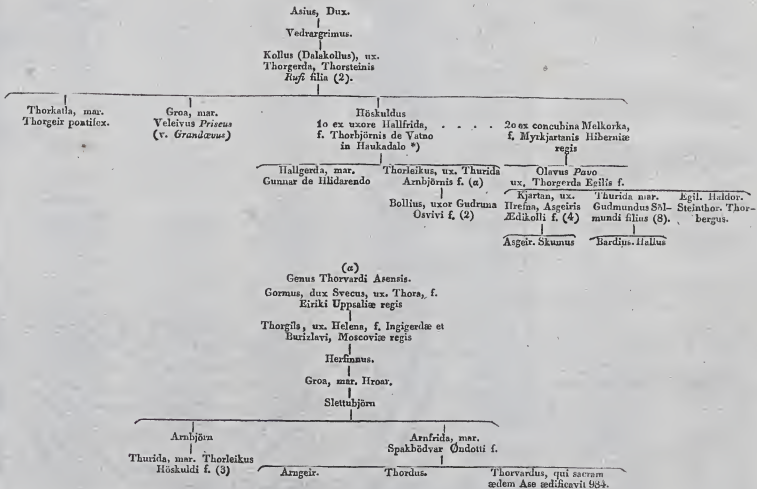 Asius, Dux.
Vedrargrimus.
Kollus (Dalakollus), ux.
Thorgerda, Thorsteinis
Rufi filia (2).
Thorkatla, mar.
Thorgeir pontifex.
Groa, mar.
Veleivus Priscus
(v. Grandævus)
Höskuldus
1o ex uxore Hallfrida, . . . .
f. Thorbjörnis de Vatno
in Haukadalo *)
2o ex concubina Melkorka,
f. Myrkjartanis Hiberniæ
regis
Hallgerda, mar.
Gunnar de Hlidarendo
Thorleikus, ux. Thurida
Arnbjörnis f. (a)
Bollius, uxor Gudruna
Osvivi f. (2)
Olavus Pavo
ux. Thorgerda Egilis f.
Kjartan, ux.
Hrefna, Asgeiris
Ædikolli f. (4)
Asgeir. Skumus
Thurida mar.
Gudmundus Söl-
mundi filius (8).
Bardius. Hallus
Egil. Haldor.
Steinthor. Thor-
bergus.
(a)
Genus Thorvardi Asensis.
Gormus, dux Svecus, ux. Thora, f.
Eiriki Uppsaliæ regis
Thorgils, ux. Helena, f. Ingigerdæ et
Burizlavi, Moscoviæ regis
Herfinnus.
Groa, mar. Hroar.
Slettubjörn
Arnbjörn
Thurida, mar. Thorleikus
Höskuldi f. (3)
Arnfrida, mar.
Spakbödvar Øndotti f.
Arngeir.
Thordus.
Thorvardus, qui sacram
ædem Ase ædificavit 984.